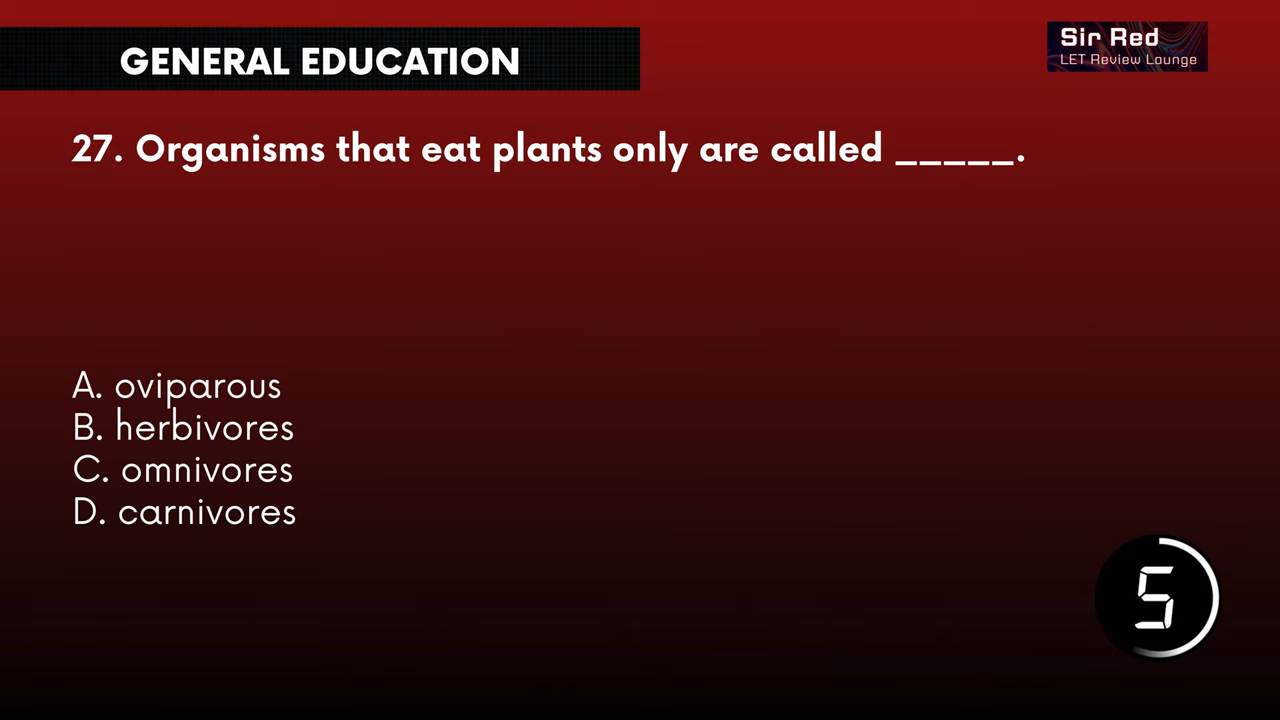 GENERAL EDUCATION
Sir Red
LET Review Lounge
27. Organisms that eat plants only are called _____.
A. oviparous
B. herbivores
C. omnivores
D. carnivores
5